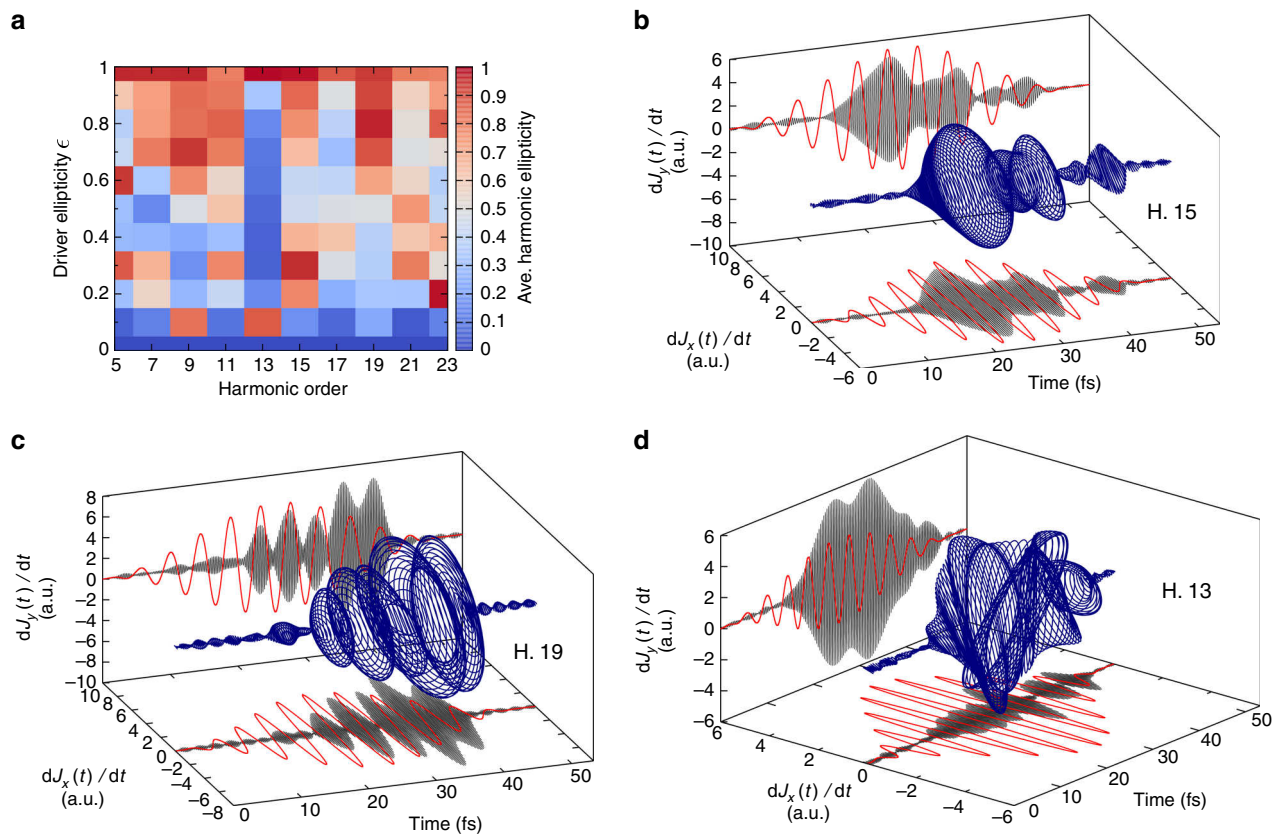 a
1
0.8
0.6
0.4
0.2
0
Driver ellipticity ϵ
5 7 9 11 13 15 17 19 21 23
Harmonic order
1
0.9
0.8
0.7
0.6
0.5
0.4
0.3
0.2
0.1
0
Ave. harmonic ellipticity
b
6
4
2
0
−2
−4
−6
−8
−10
dJy(t)/dt
(a.u.)
10
8
6
4
2
0
−2
−4
−6
dJx(t)/dt
(a.u.)
0 10 20 30 40 50
Time (fs)
H. 15
c
8
6
4
2
0
−2
−4
−6
−8
−10
dJy(t)/dt
(a.u.)
10
8
6
4
2
0
−2
−4
−6
−8
dJx(t)/dt
(a.u.)
0 10 20 30 40 50
Time (fs)
H. 19
d
6
4
2
0
−2
−4
−6
dJy(t)/dt
(a.u.)
6
4
2
0
−2
−4
−6
dJx(t)/dt
(a.u.)
0 10 20 30 40 50
Time (fs)
H. 13